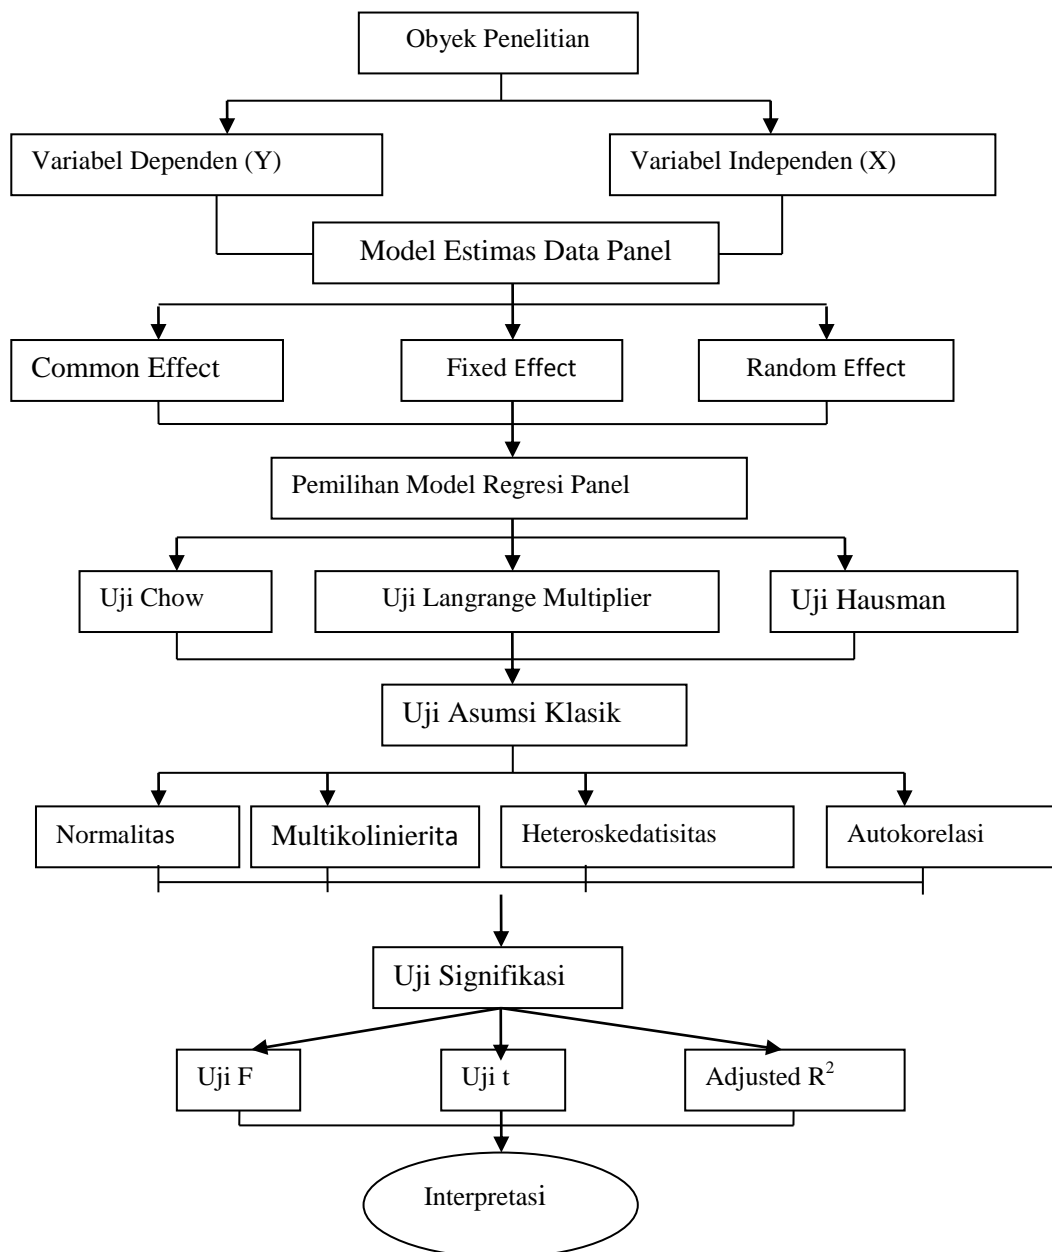 Obyek Penelitian
Variabel Dependen (Y)
Variabel Independen (X)
Model Estimas Data Panel
Common Effect
Fixed Effect
Random Effect
Pemilihan Model Regresi Panel
Uji Chow
Uji Langrange Multiplier
Uji Hausman
Uji Asumsi Klasik
Normalitas
Multikolinierita
Heteroskedatisitas
Autokorelasi
Uji Signifikasi
Uji F
Uji t
Adjusted R²
Interpretasi